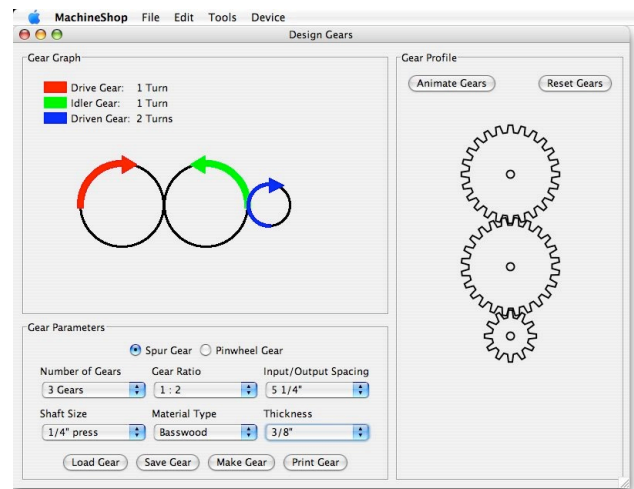 MachineShop File Edit Tools Device
Design Gears
Gear Graph
Drive Gear: 1 Turn
Idler Gear: 1 Turn
Driven Gear: 2 Turns
Gear Profile
Animate Gears Reset Gears
Gear Parameters
Spur Gear Pinwheel Gear
Number of Gears Gear Ratio Input/Output Spacing
3 Gears 1 : 2 5 1/4"
Shaft Size Material Type Thickness
1/4" press Basswood 3/8"
Load Gear Save Gear Make Gear Print Gear